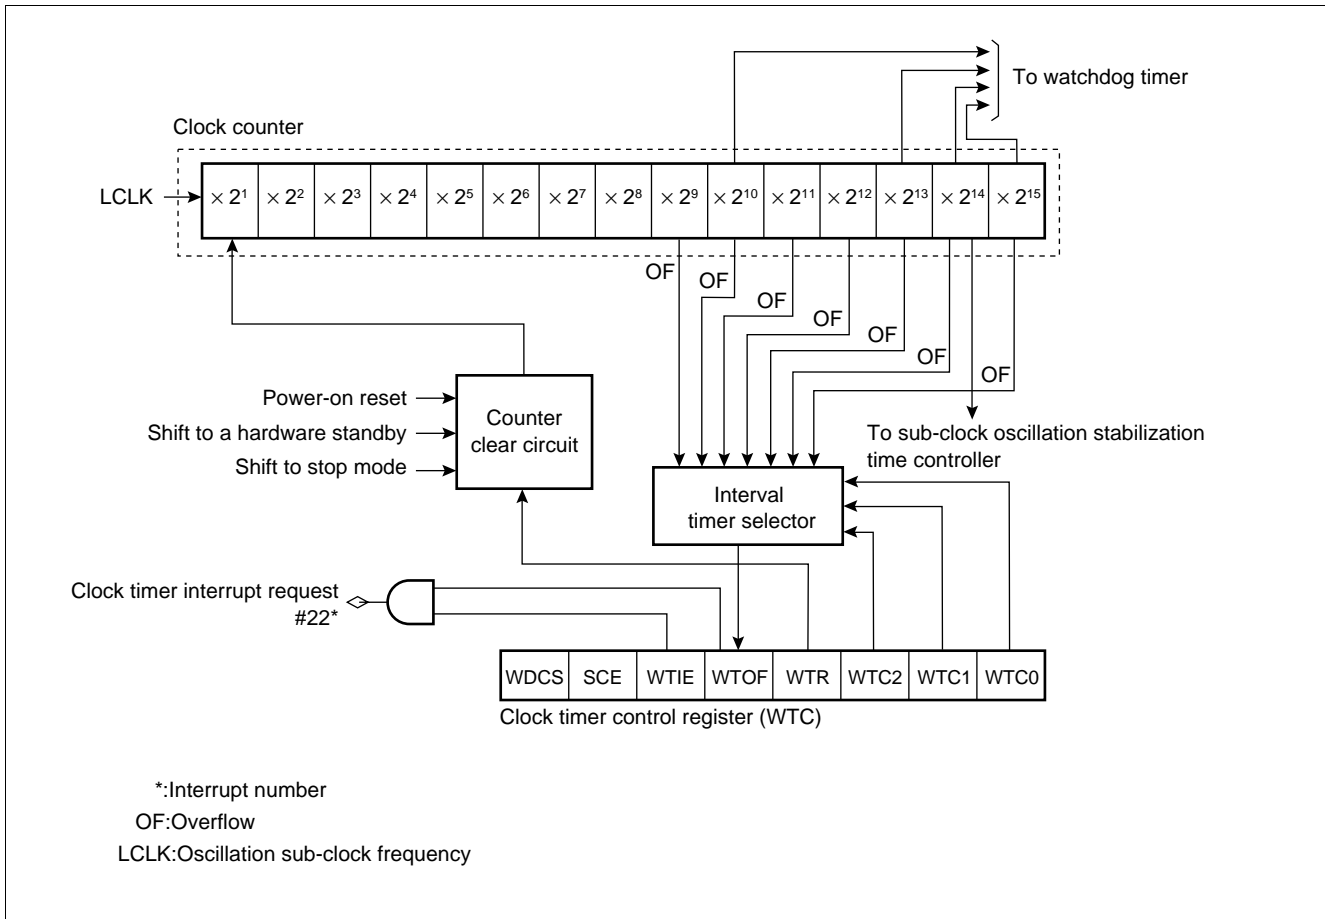 To watchdog timer
Clock counter
LCLK
× 2¹ × 2² × 2³ × 2⁴ × 2⁵ × 2⁶ × 2⁷ × 2⁸ × 2⁹ × 2¹⁰ × 2¹¹ × 2¹² × 2¹³ × 2¹⁴ × 2¹⁵
OF
OF
OF
OF
OF
OF
OF
Power-on reset
Shift to a hardware standby
Shift to stop mode
Counter
clear circuit
To sub-clock oscillation stabilization
time controller
Interval
timer selector
Clock timer interrupt request
#22*
WDCS SCE WTIE WTOF WTR WTC2 WTC1 WTC0
Clock timer control register (WTC)
*:Interrupt number
OF:Overflow
LCLK:Oscillation sub-clock frequency